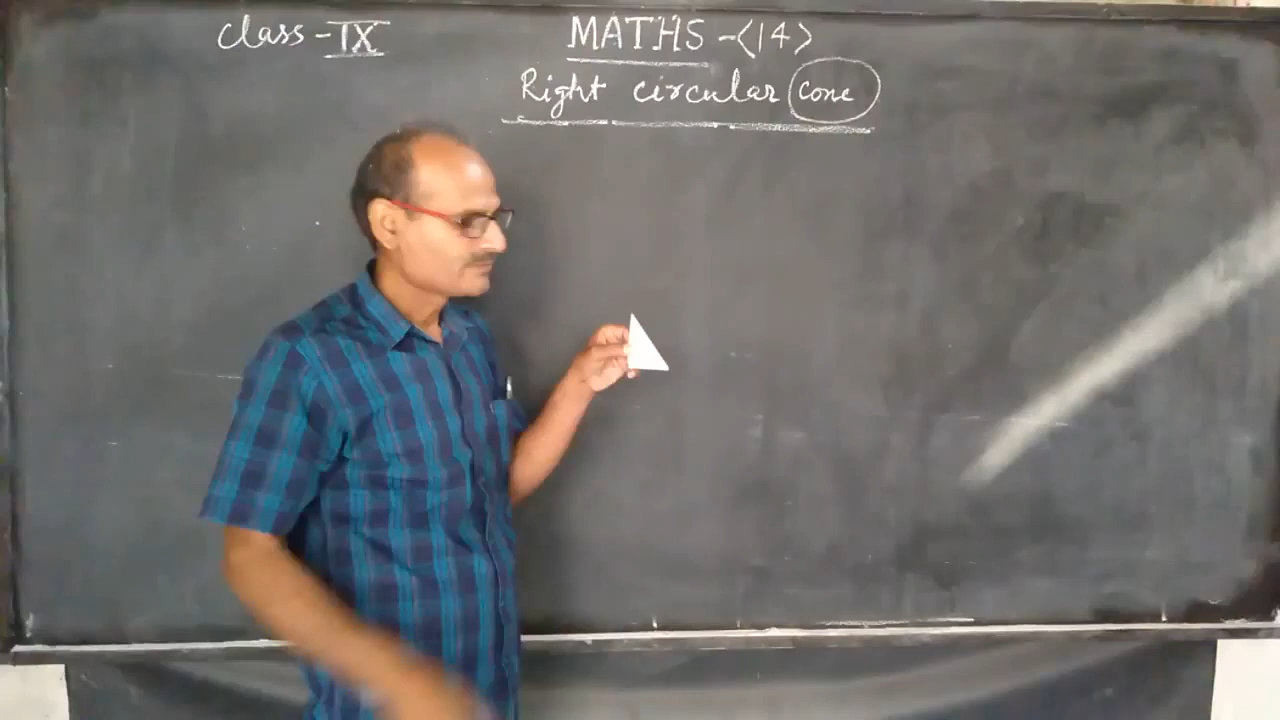 class - IX
MATHS - <14>
Right circular cone